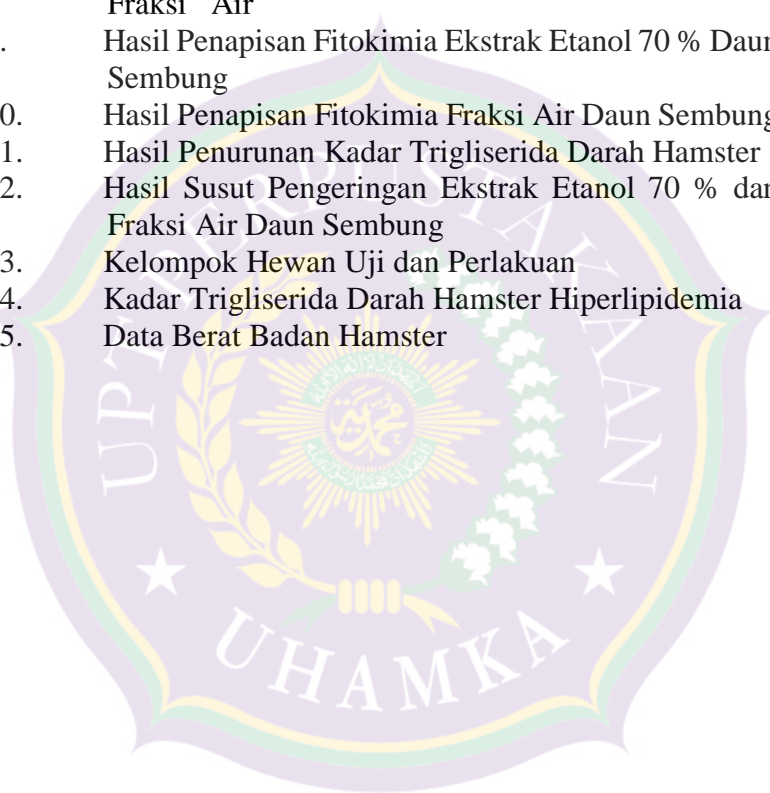 Fraksi Air
. Hasil Penapisan Fitokimia Ekstrak Etanol 70 % Daun
Sembung
0. Hasil Penapisan Fitokimia Fraksi Air Daun Sembung
1. Hasil Penurunan Kadar Trigliserida Darah Hamster
2. Hasil Susut Pengeringan Ekstrak Etanol 70 % dan
Fraksi Air Daun Sembung
3. Kelompok Hewan Uji dan Perlakuan
4. Kadar Trigliserida Darah Hamster Hiperlipidemia
5. Data Berat Badan Hamster
UPT PERPUSTAKAAN
UHAMKA